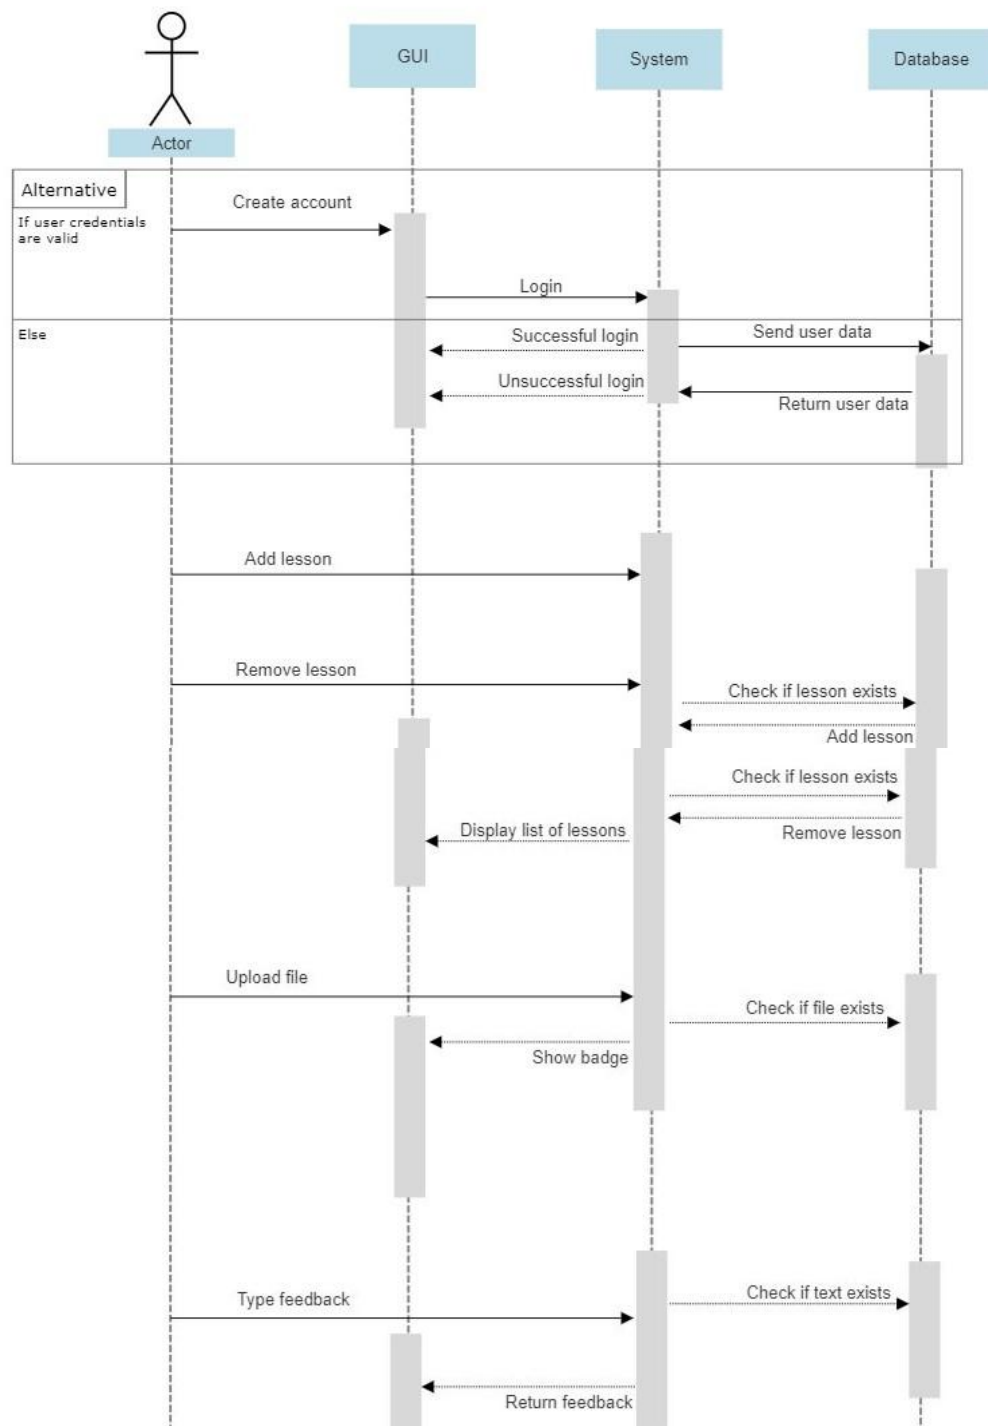 GUI
System
Database
Actor
Alternative
If user credentials
are valid
Create account
Login
Else
Successful login
Send user data
Unsuccessful login
Return user data
Add lesson
Remove lesson
Check if lesson exists
Add lesson
Check if lesson exists
Display list of lessons
Remove lesson
Upload file
Check if file exists
Show badge
Type feedback
Check if text exists
Return feedback